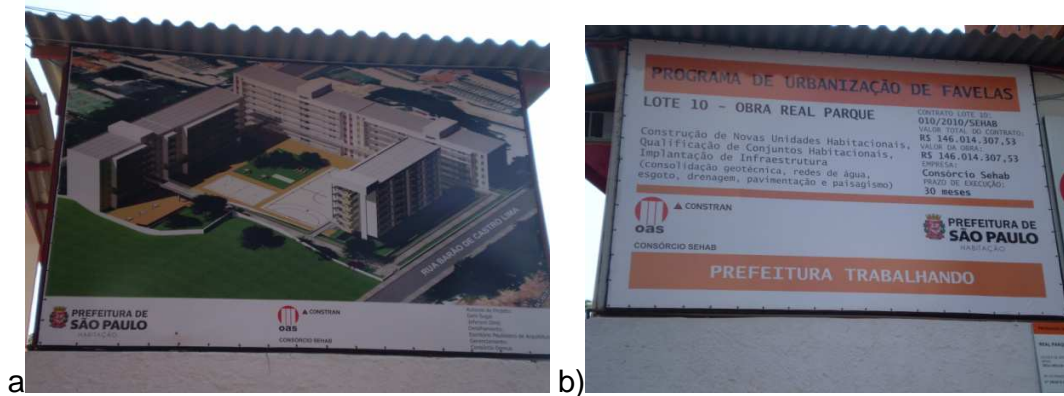 RUA BARÃO DE CASTRO LIMA
PREFEITURA DE
SÃO PAULO
HABITAÇÃO
oas
CONSTRAN
CONSÓRCIO SEHAB
a
PROGRAMA DE URBANIZAÇÃO DE FAVELAS
LOTE 10 - OBRA REAL PARQUE
Construção de Novas Unidades Habitacionais,
Qualificação de Conjuntos Habitacionais,
Implantação de Infraestrutura
(consolidação geotécnica, redes de água,
esgoto, drenagem, pavimentação e paisagismo)
CONTRATO LOTE 10:
010/2010/SEHAB
VALOR TOTAL DO CONTRATO:
R$ 146.014.307,53
VALOR DA OBRA:
R$ 146.014.307,53
EMPRESA:
Consórcio Sehab
PRAZO DE EXECUÇÃO:
30 meses
oas
CONSTRAN
CONSÓRCIO SEHAB
PREFEITURA DE
SÃO PAULO
HABITAÇÃO
PREFEITURA TRABALHANDO
b)